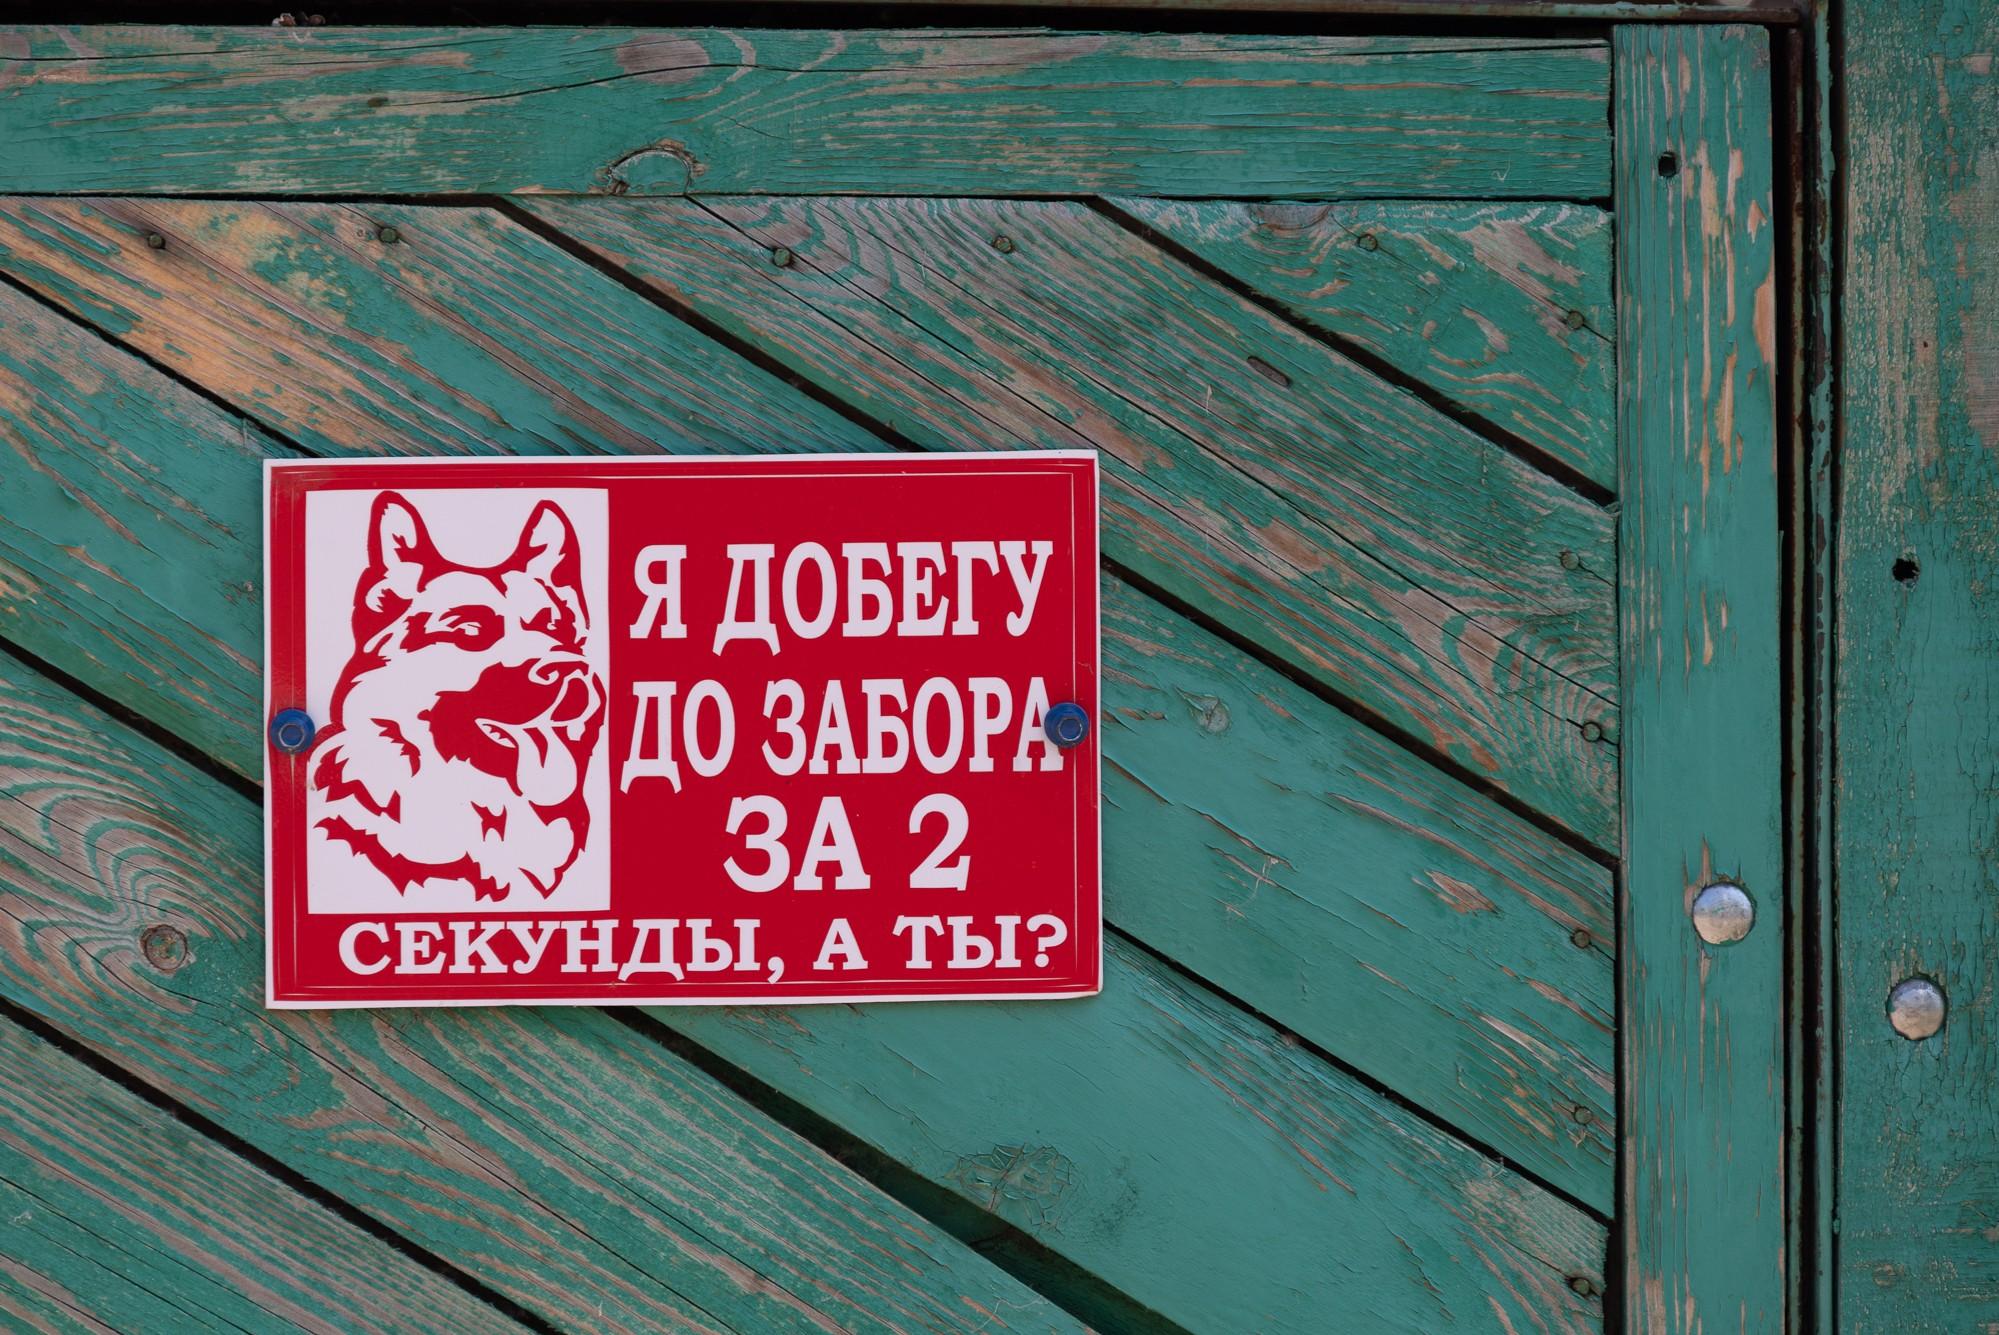 Я ДОБЕГУ
ДО ЗАБОРА
ЗА 2
СЕКУНДЫ, А ТЫ?